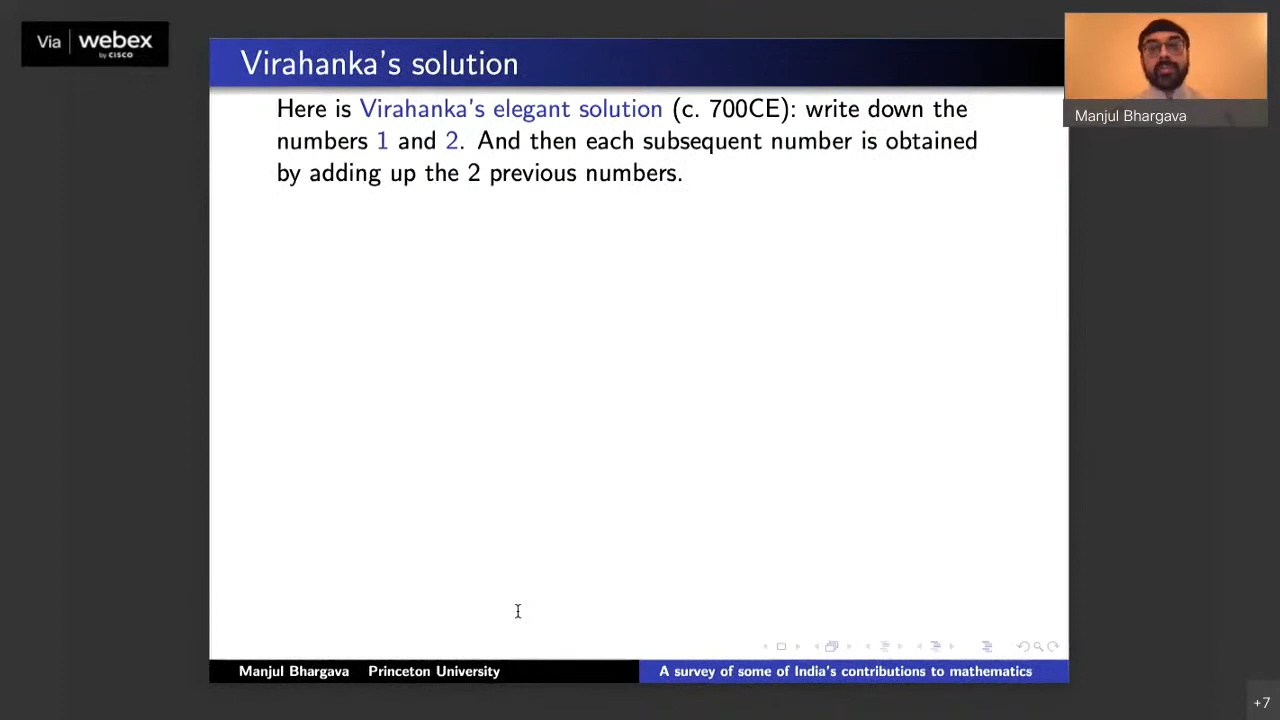 Via webex
by CISCO
Virahanka's solution
Here is Virahanka's elegant solution (c. 700CE): write down the
numbers 1 and 2. And then each subsequent number is obtained
by adding up the 2 previous numbers.
Manjul Bhargava
Manjul Bhargava Princeton University
A survey of some of India's contributions to mathematics
+7